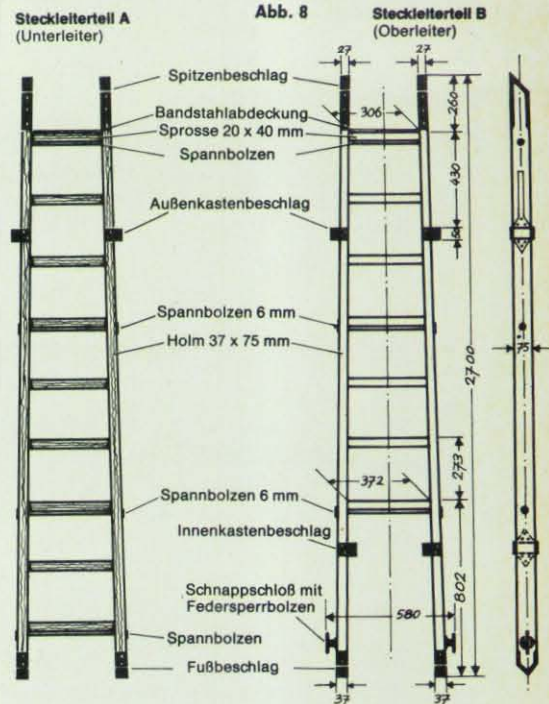 Steckleiterteil A
(Unterleiter)
Abb. 8
Steckleiterteil B
(Oberleiter)
27
27
Spitzenbeschlag
260
Bandstahlabdeckung
306
Sprosse 20 x 40 mm
Spannbolzen
430
Außenkastenbeschlag
50
Spannbolzen 6 mm
Holm 37 x 75 mm
75
2700
273
372
Spannbolzen 6 mm
Innenkastenbeschlag
802
Schnappschloß mit
Federsperrbolzen
580
Spannbolzen
Fußbeschlag
37
37